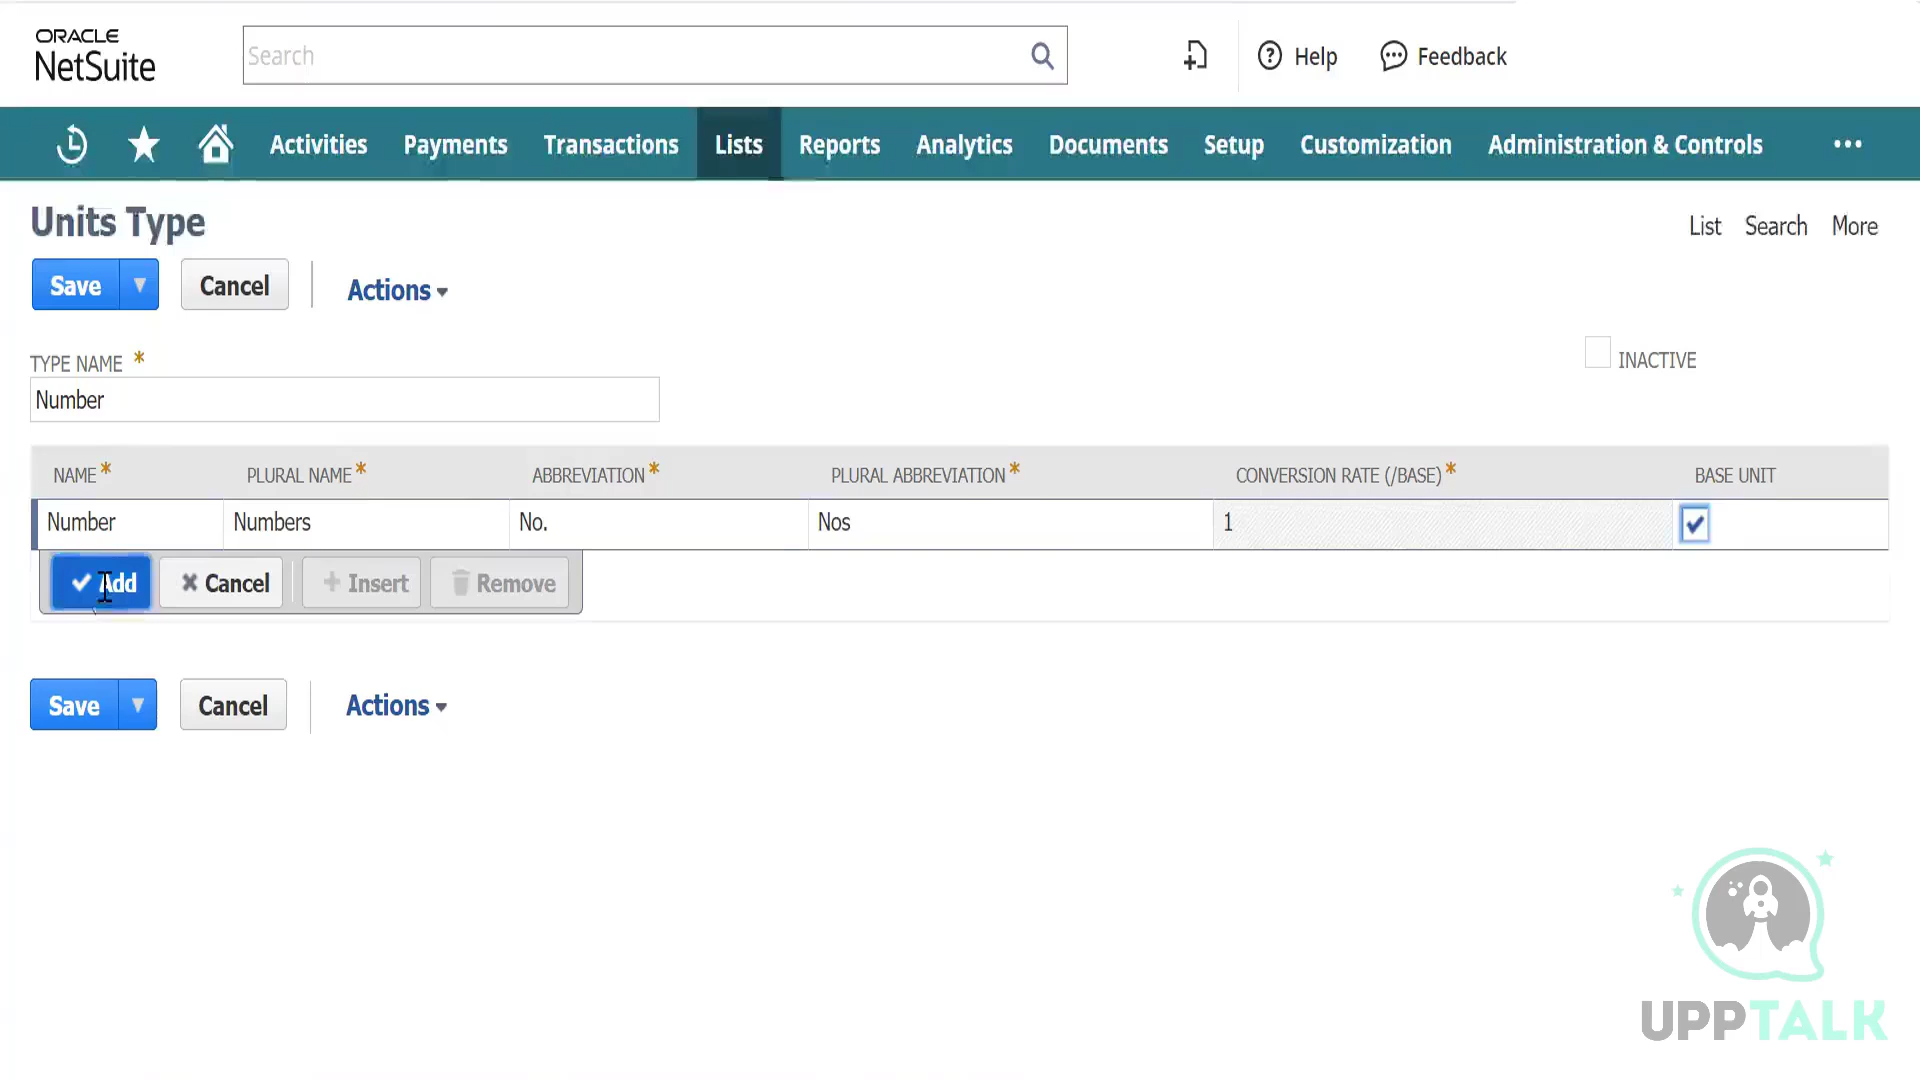 ORACLE
NetSuite
Search
Help
Feedback
Activities Payments Transactions Lists Reports Analytics Documents Setup Customization Administration & Controls
Units Type
List Search More
Save Cancel Actions
TYPE NAME *
INACTIVE
Number
NAME * PLURAL NAME * ABBREVIATION * PLURAL ABBREVIATION * CONVERSION RATE (/BASE) * BASE UNIT
Number Numbers No. Nos 1
Add Cancel Insert Remove
Save Cancel Actions
UPPTALK